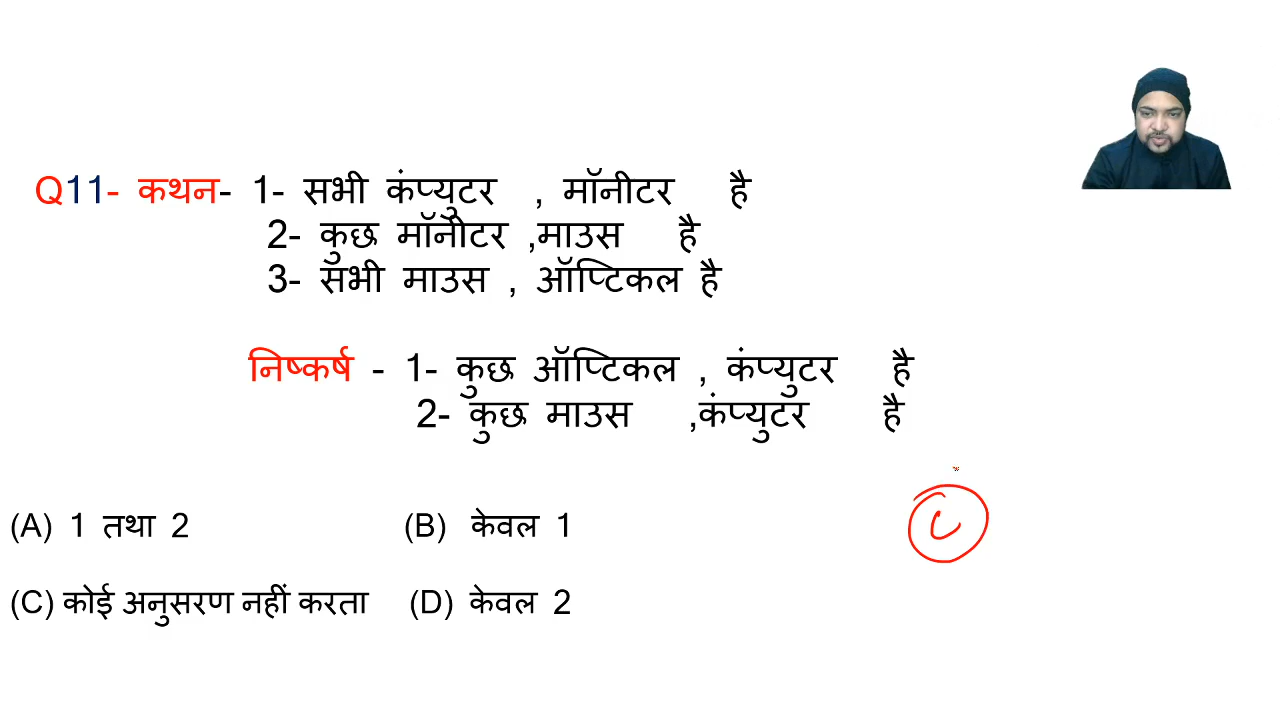 Q11- कथन- 1- सभी कंप्युटर , मॉनीटर है
2- कुछ मॉनीटर ,माउस है
3- सभी माउस , ऑप्टिकल है
निष्कर्ष - 1- कुछ ऑप्टिकल , कंप्युटर है
2- कुछ माउस ,कंप्युटर है
(A) 1 तथा 2 (B) केवल 1
C
(C) कोई अनुसरण नहीं करता (D) केवल 2